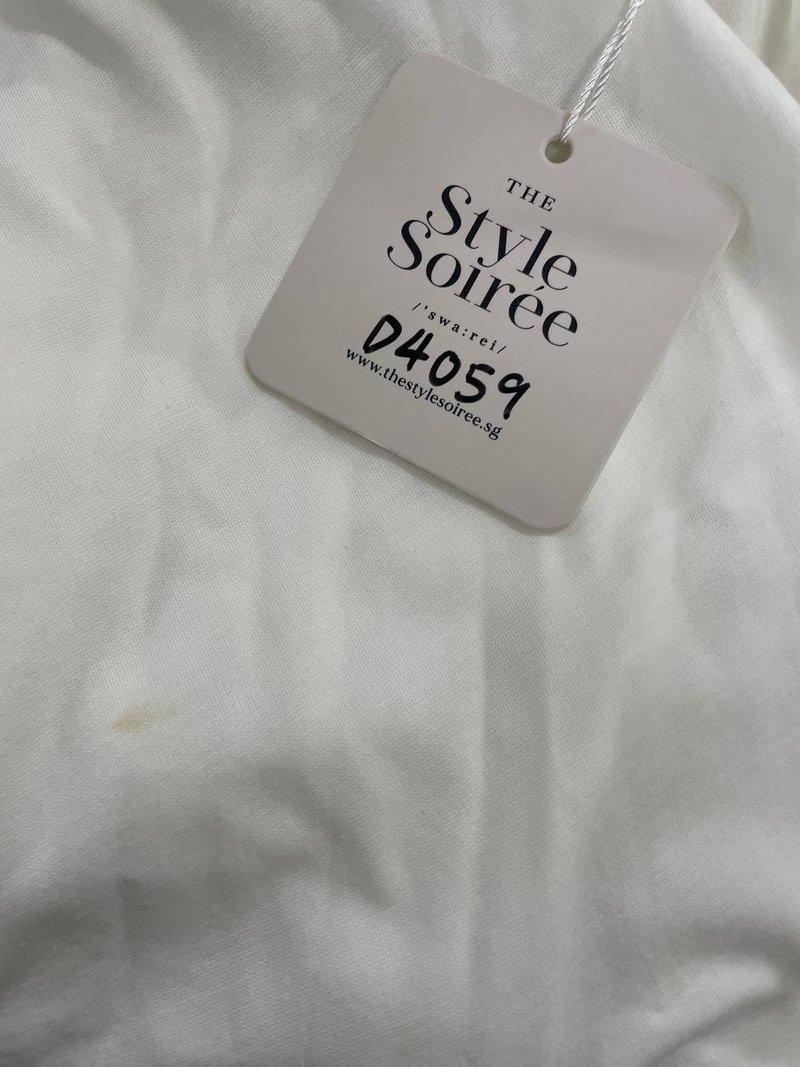 THE
Style
Soirée
/'swa:rei/
D4059
www.thestylesoiree.sg